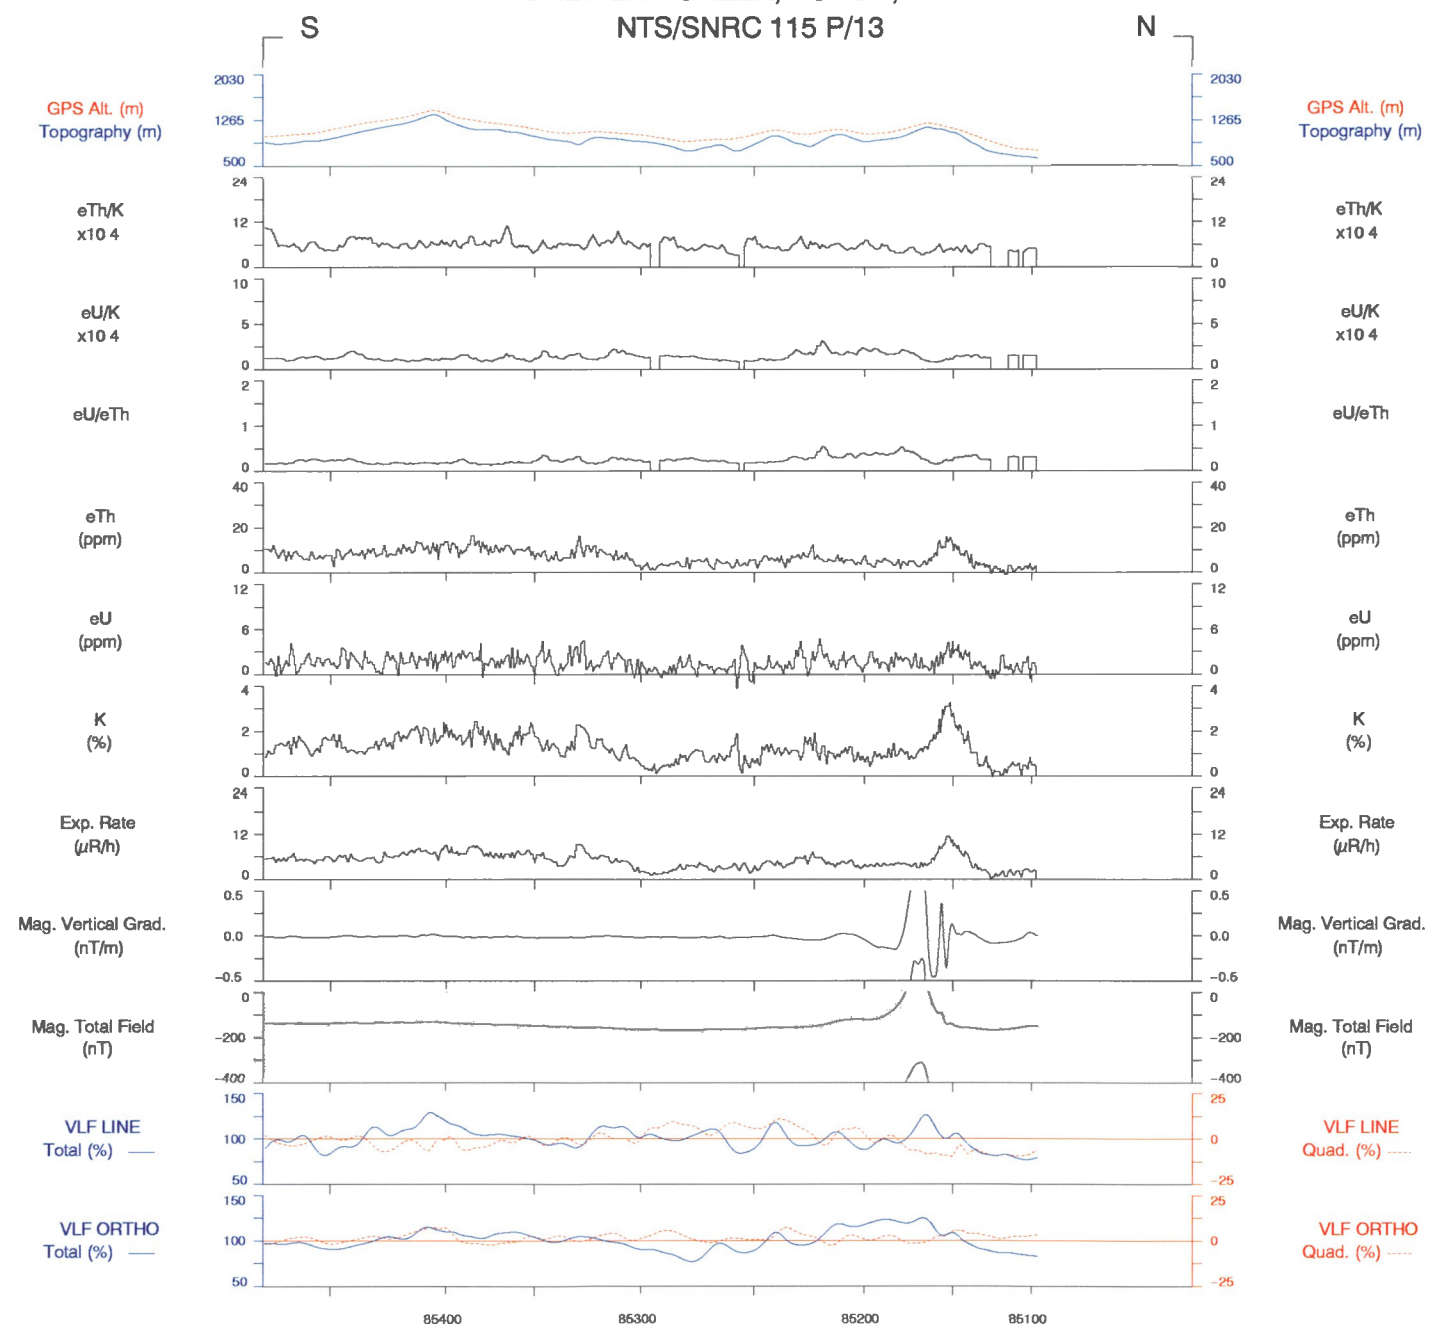 S NTS/SNRC 115 P/13 N
2030 2030
GPS Alt. (m) GPS Alt. (m)
1265 1265
Topography (m) Topography (m)
500 500
24 24
eTh/K eTh/K
12 12
x10 4 x10 4
0 0
10 10
eU/K eU/K
5 5
x10 4 x10 4
0 0
2 2
eU/eTh eU/eTh
1 1
0 0
40 40
eTh eTh
20 20
(ppm) (ppm)
0 0
12 12
eU eU
6 6
(ppm) (ppm)
0 0
4 4
K K
2 2
(%) (%)
0 0
24 24
Exp. Rate Exp. Rate
12 12
(µR/h) (µR/h)
0 0
0.5 0.5
Mag. Vertical Grad. Mag. Vertical Grad.
0.0 0.0
(nT/m) (nT/m)
-0.5 -0.5
0 0
Mag. Total Field Mag. Total Field
-200 -200
(nT) (nT)
-400 -400
150 25
VLF LINE VLF LINE
100 0
Total (%) Quad. (%)
50 -25
150 25
VLF ORTHO VLF ORTHO
100 0
Total (%) Quad. (%)
50 -25
85400 85300 85200 85100